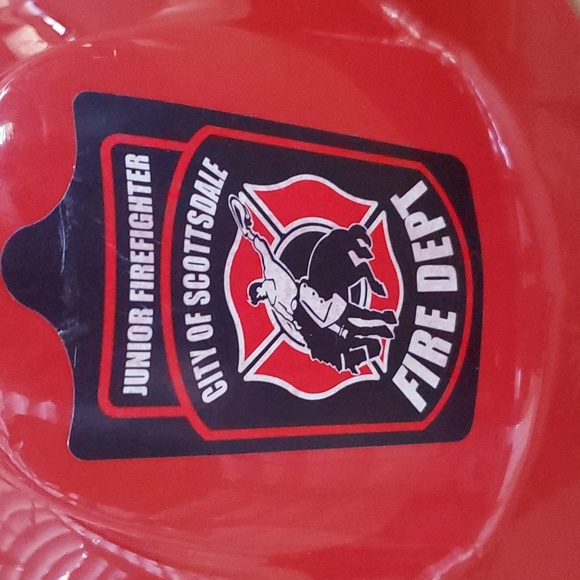 JUNIOR FIREFIGHTER
CITY OF SCOTTSDALE
FIRE DEPT